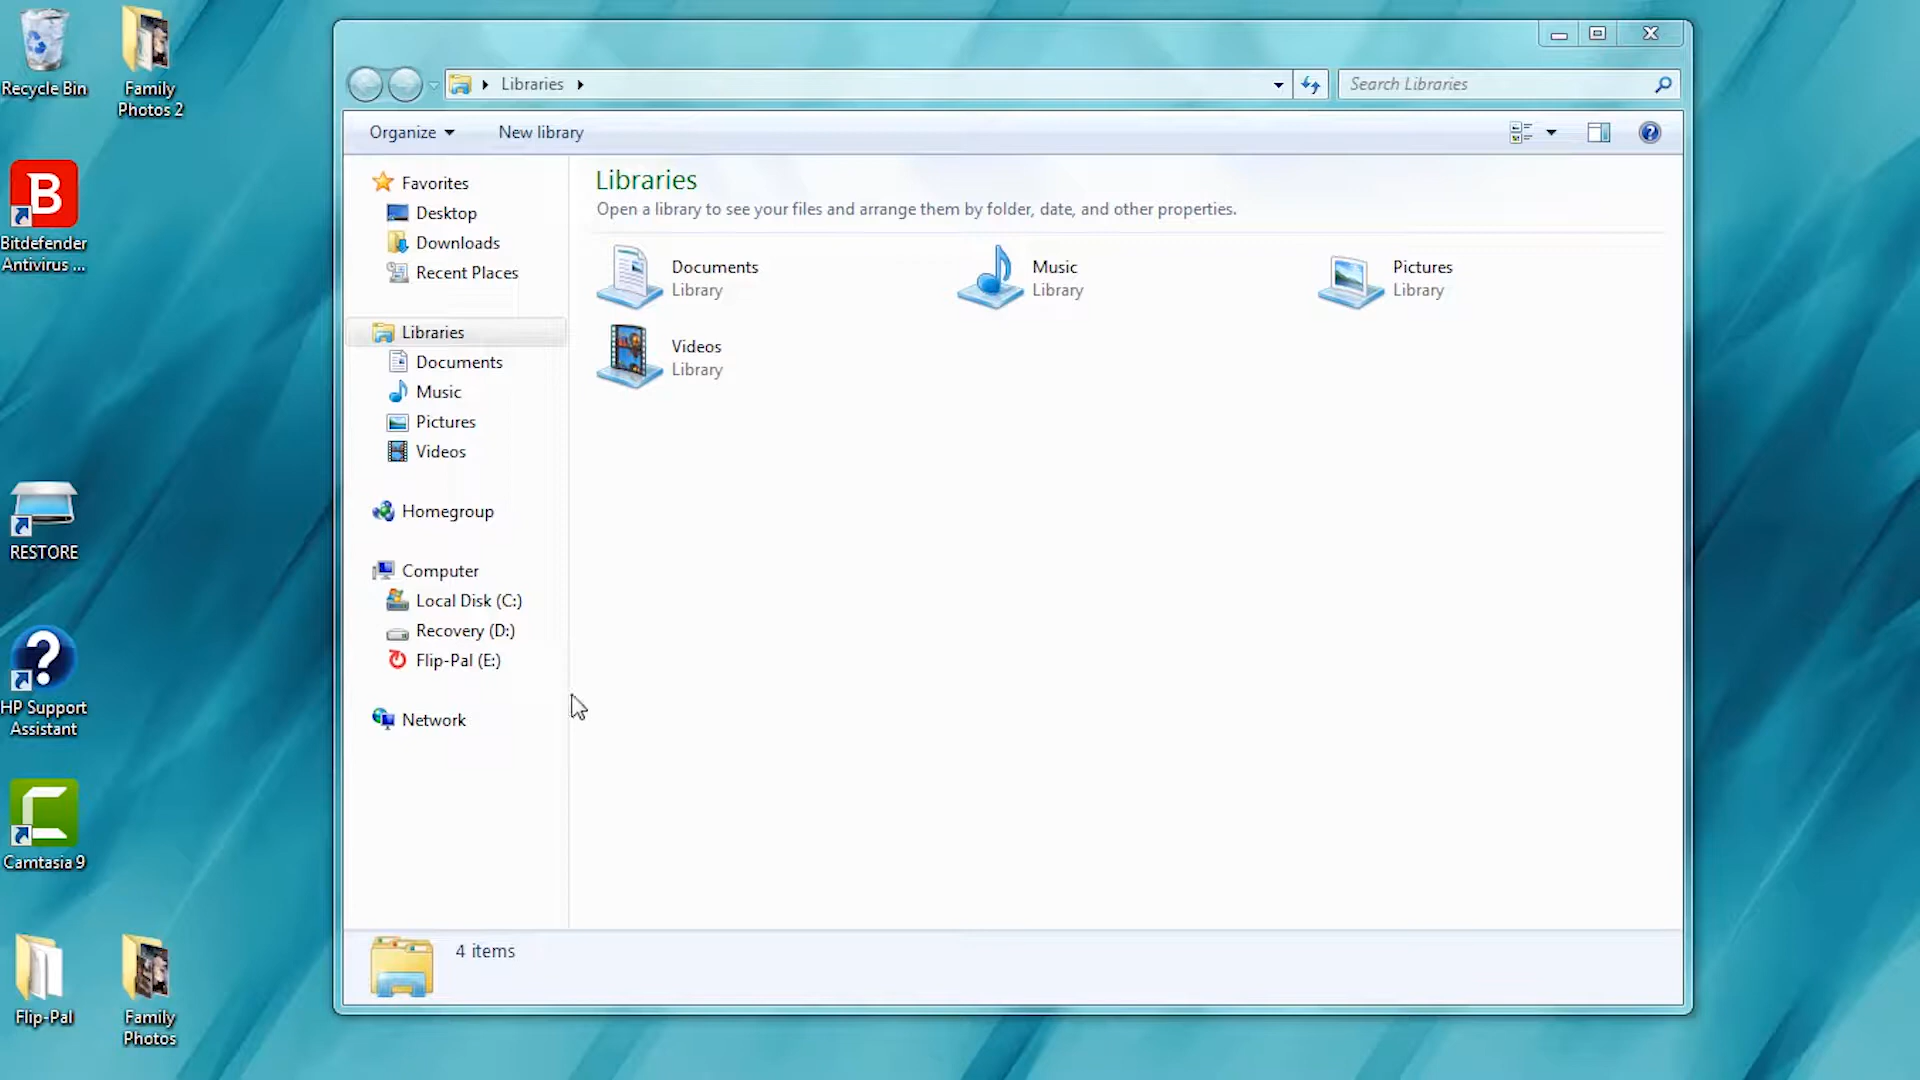 Recycle Bin
Family
Photos 2
B
Bitdefender
Antivirus ...
RESTORE
?
HP Support
Assistant
Camtasia 9
Flip-Pal
Family
Photos
Libraries
Search Libraries
Organize
New library
?
Favorites
Desktop
Downloads
Recent Places
Libraries
Documents
Music
Pictures
Videos
Homegroup
Computer
Local Disk (C:)
Recovery (D:)
Flip-Pal (E:)
Network
Libraries
Open a library to see your files and arrange them by folder, date, and other properties.
Documents
Library
Music
Library
Pictures
Library
Videos
Library
4 items